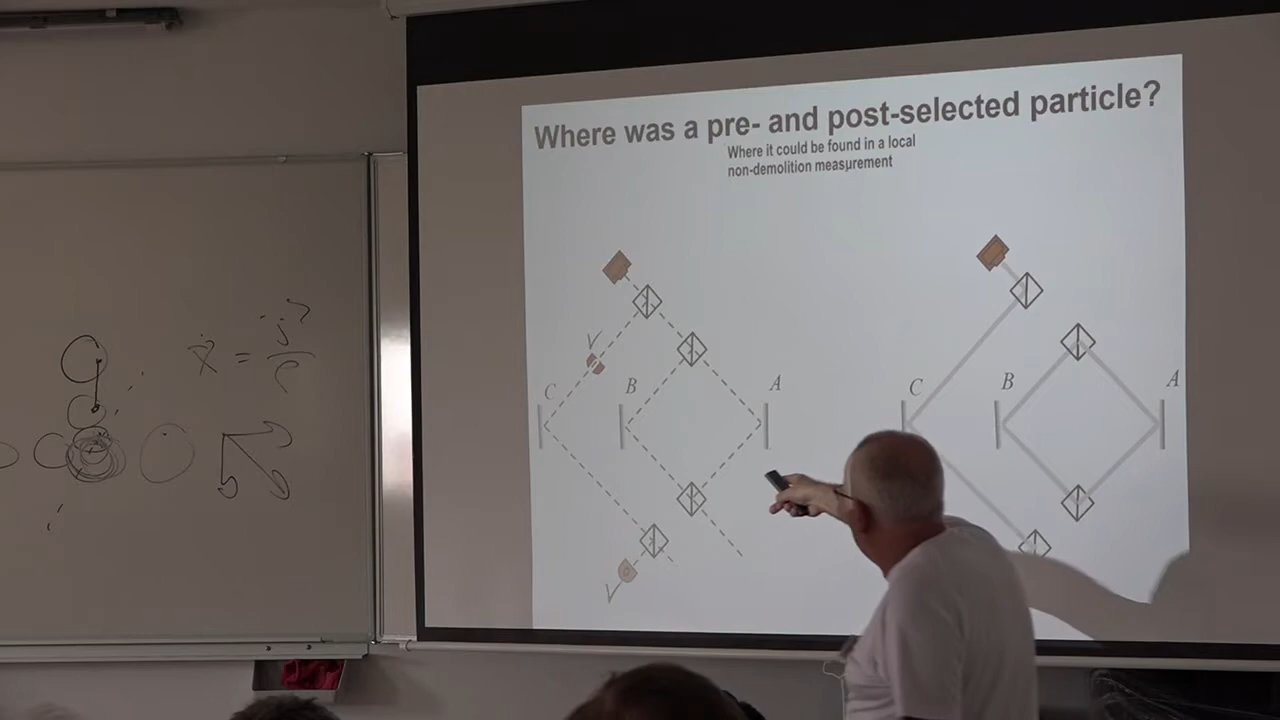 Where was a pre- and post-selected particle?
Where it could be found in a local
non-demolition measurement
C B A
C B A